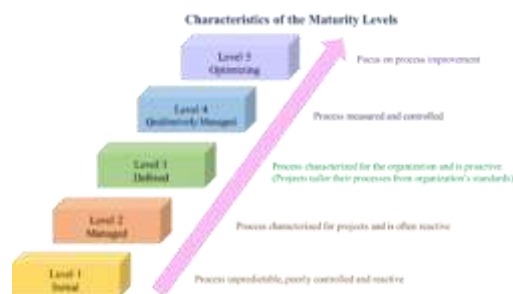 Characteristics of the Maturity Levels
Level 5
Optimizing
Focus on process improvement
Level 4
Process measured and controlled
Level 3
Defined
Process characterized for the organization and is proactive
(Projects tailor their processes from organization's standards)
Level 2
Managed
Process characterized for projects and is often reactive
Level 1
Initial
Process unpredictable, poorly controlled and reactive